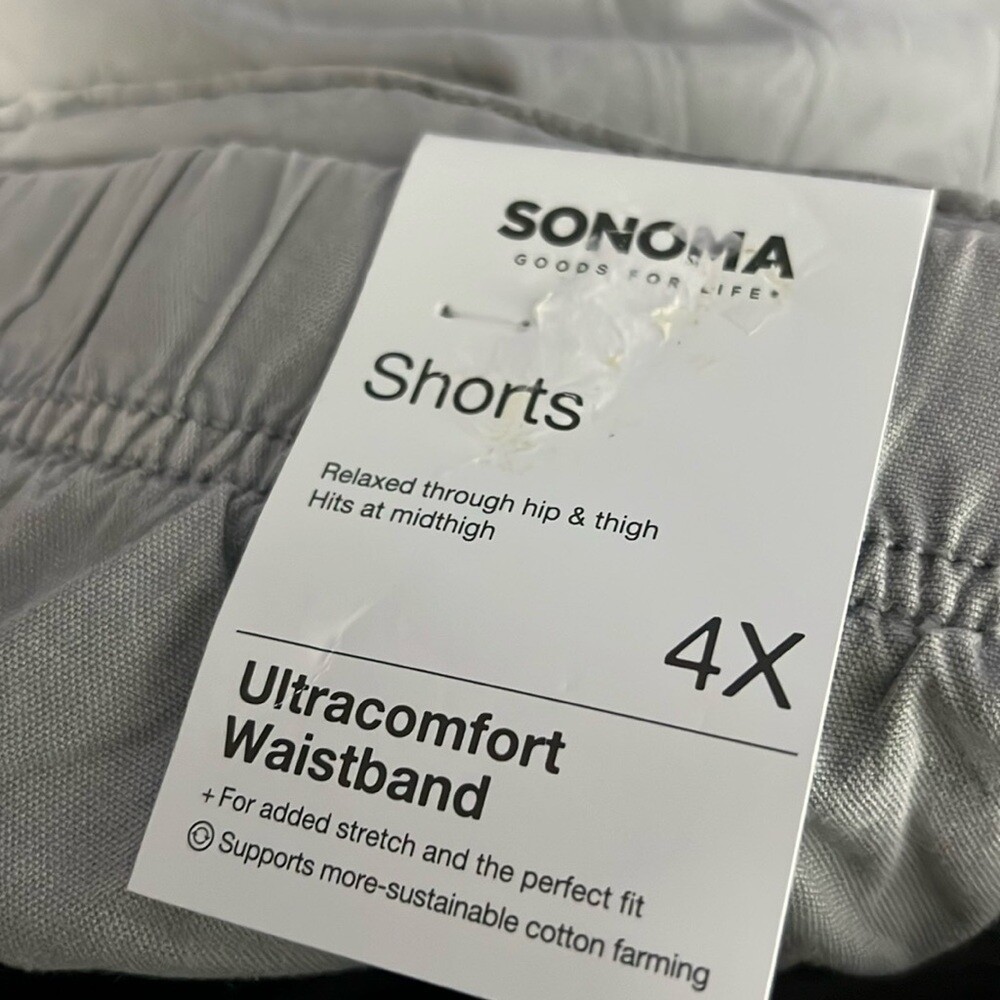 SONOMA
GOODS FOR LIFE®
Shorts
Relaxed through hip & thigh
Hits at midthigh
4X
Ultracomfort
Waistband
+ For added stretch and the perfect fit
Supports more-sustainable cotton farming